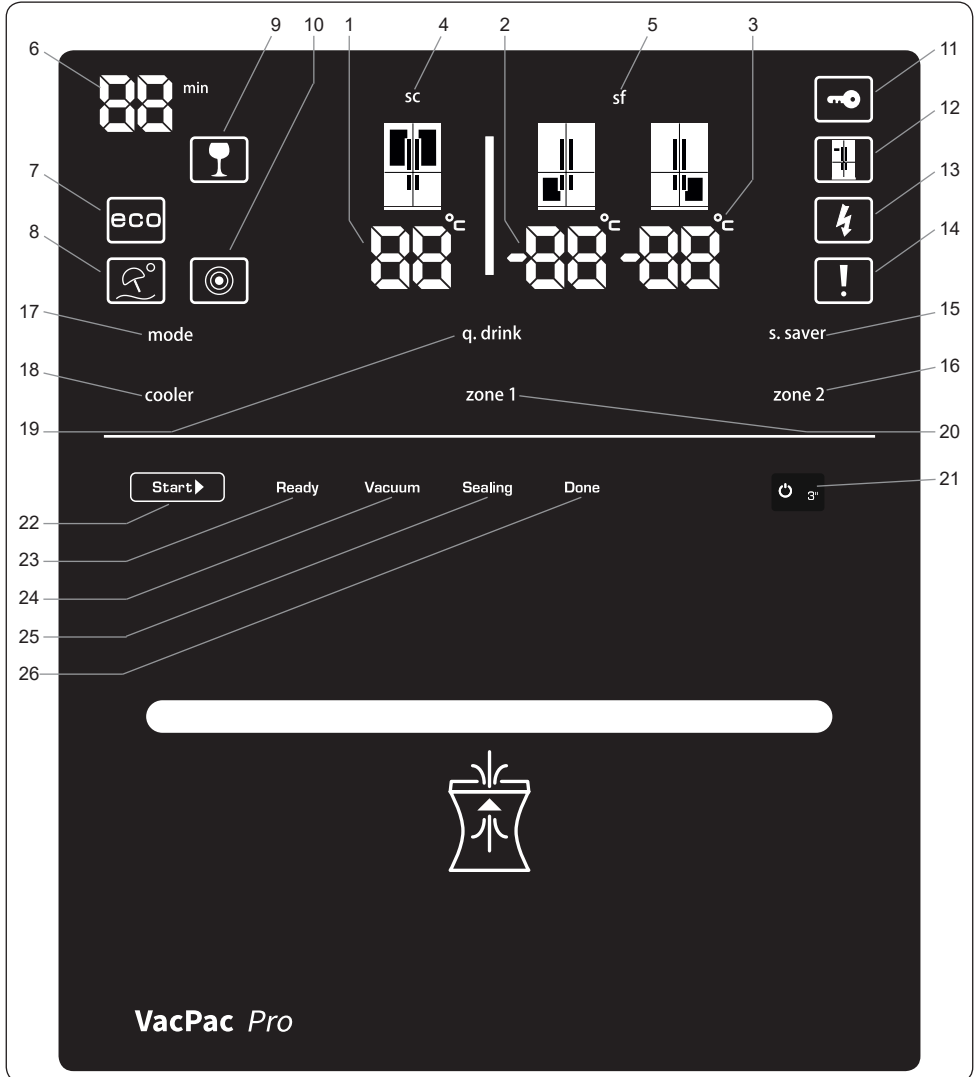 9 10 1 4 2 5 3
6 11
88 min
sc sf
12
7 eco
13
8 88 °C -88 °C -88 °C
! 14
17 mode q. drink s. saver 15
18 cooler zone 1 zone 2 16
19 20
Start Ready Vacuum Sealing Done 3" 21
22
23
24
25
26
VacPac Pro